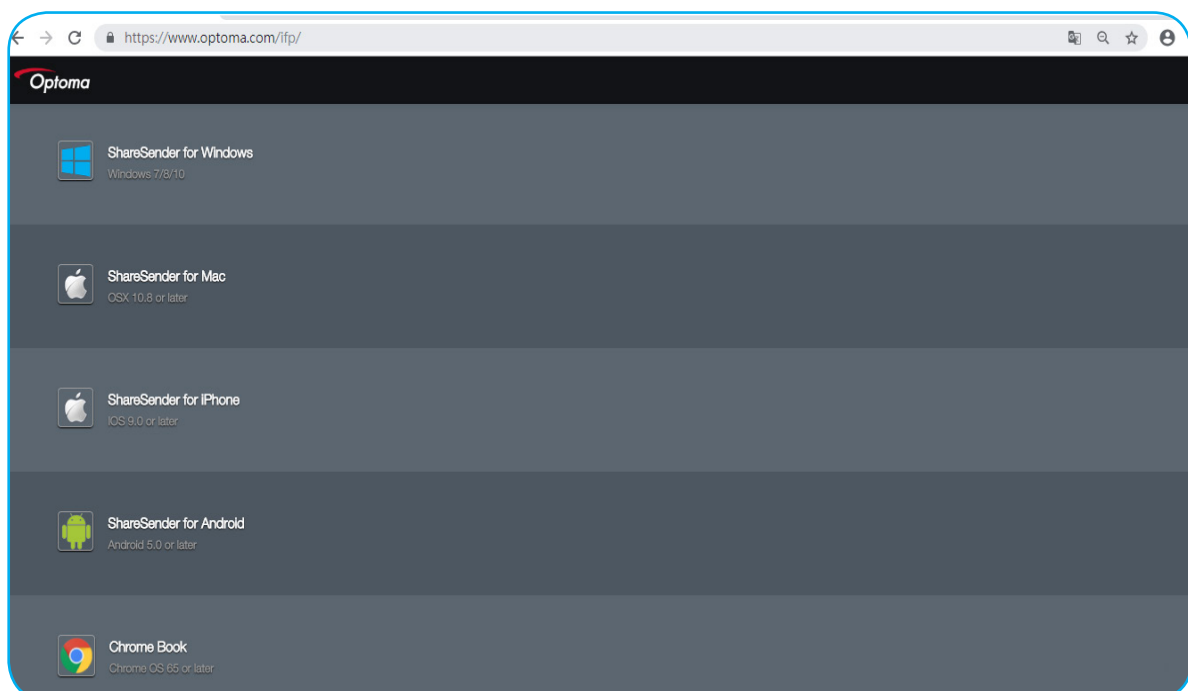 https://www.optoma.com/ifp/
Optoma
ShareSender for Windows
Windows 7/8/10
ShareSender for Mac
OSX 10.8 or later
ShareSender for iPhone
iOS 9.0 or later
ShareSender for Android
Android 5.0 or later
Chrome Book
Chrome OS 65 or later